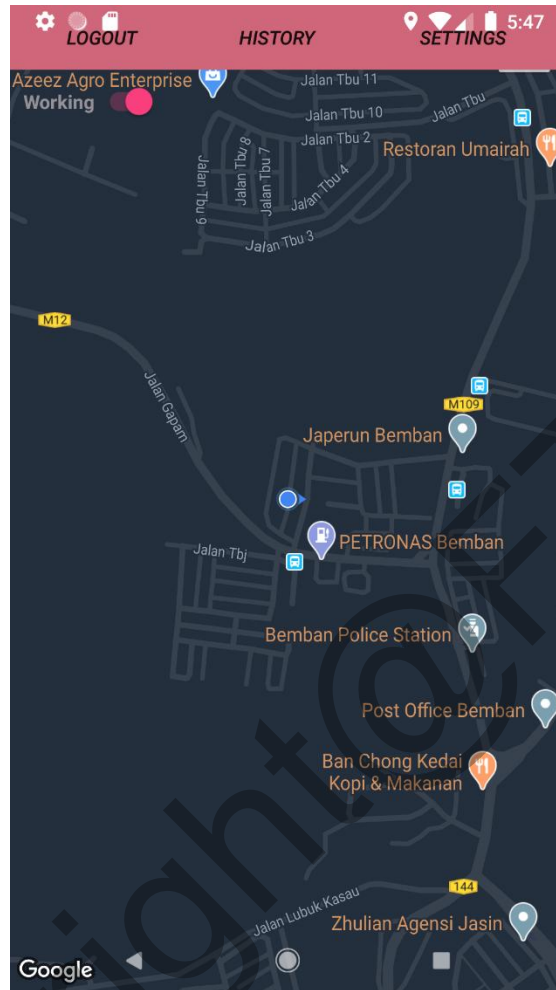 5:47
LOGOUT HISTORY SETTINGS
Azeez Agro Enterprise
Working
Jalan Tbu 11
Jalan Tbu 10
Jalan Tbu
Jalan Tbu 2
Restoran Umairah
Jalan Tbu 8
Jalan Tbu 7
Jalan Tbu 9
Jalan Tbu 4
Jalan Tbu 3
M12
Jalan Gapam
M109
Japerun Bemban
PETRONAS Bemban
Jalan Tbj
Bemban Police Station
Post Office Bemban
Ban Chong Kedai
Kopi & Makanan
144
Jalan Lubuk Kasau
Zhulian Agensi Jasin
Google